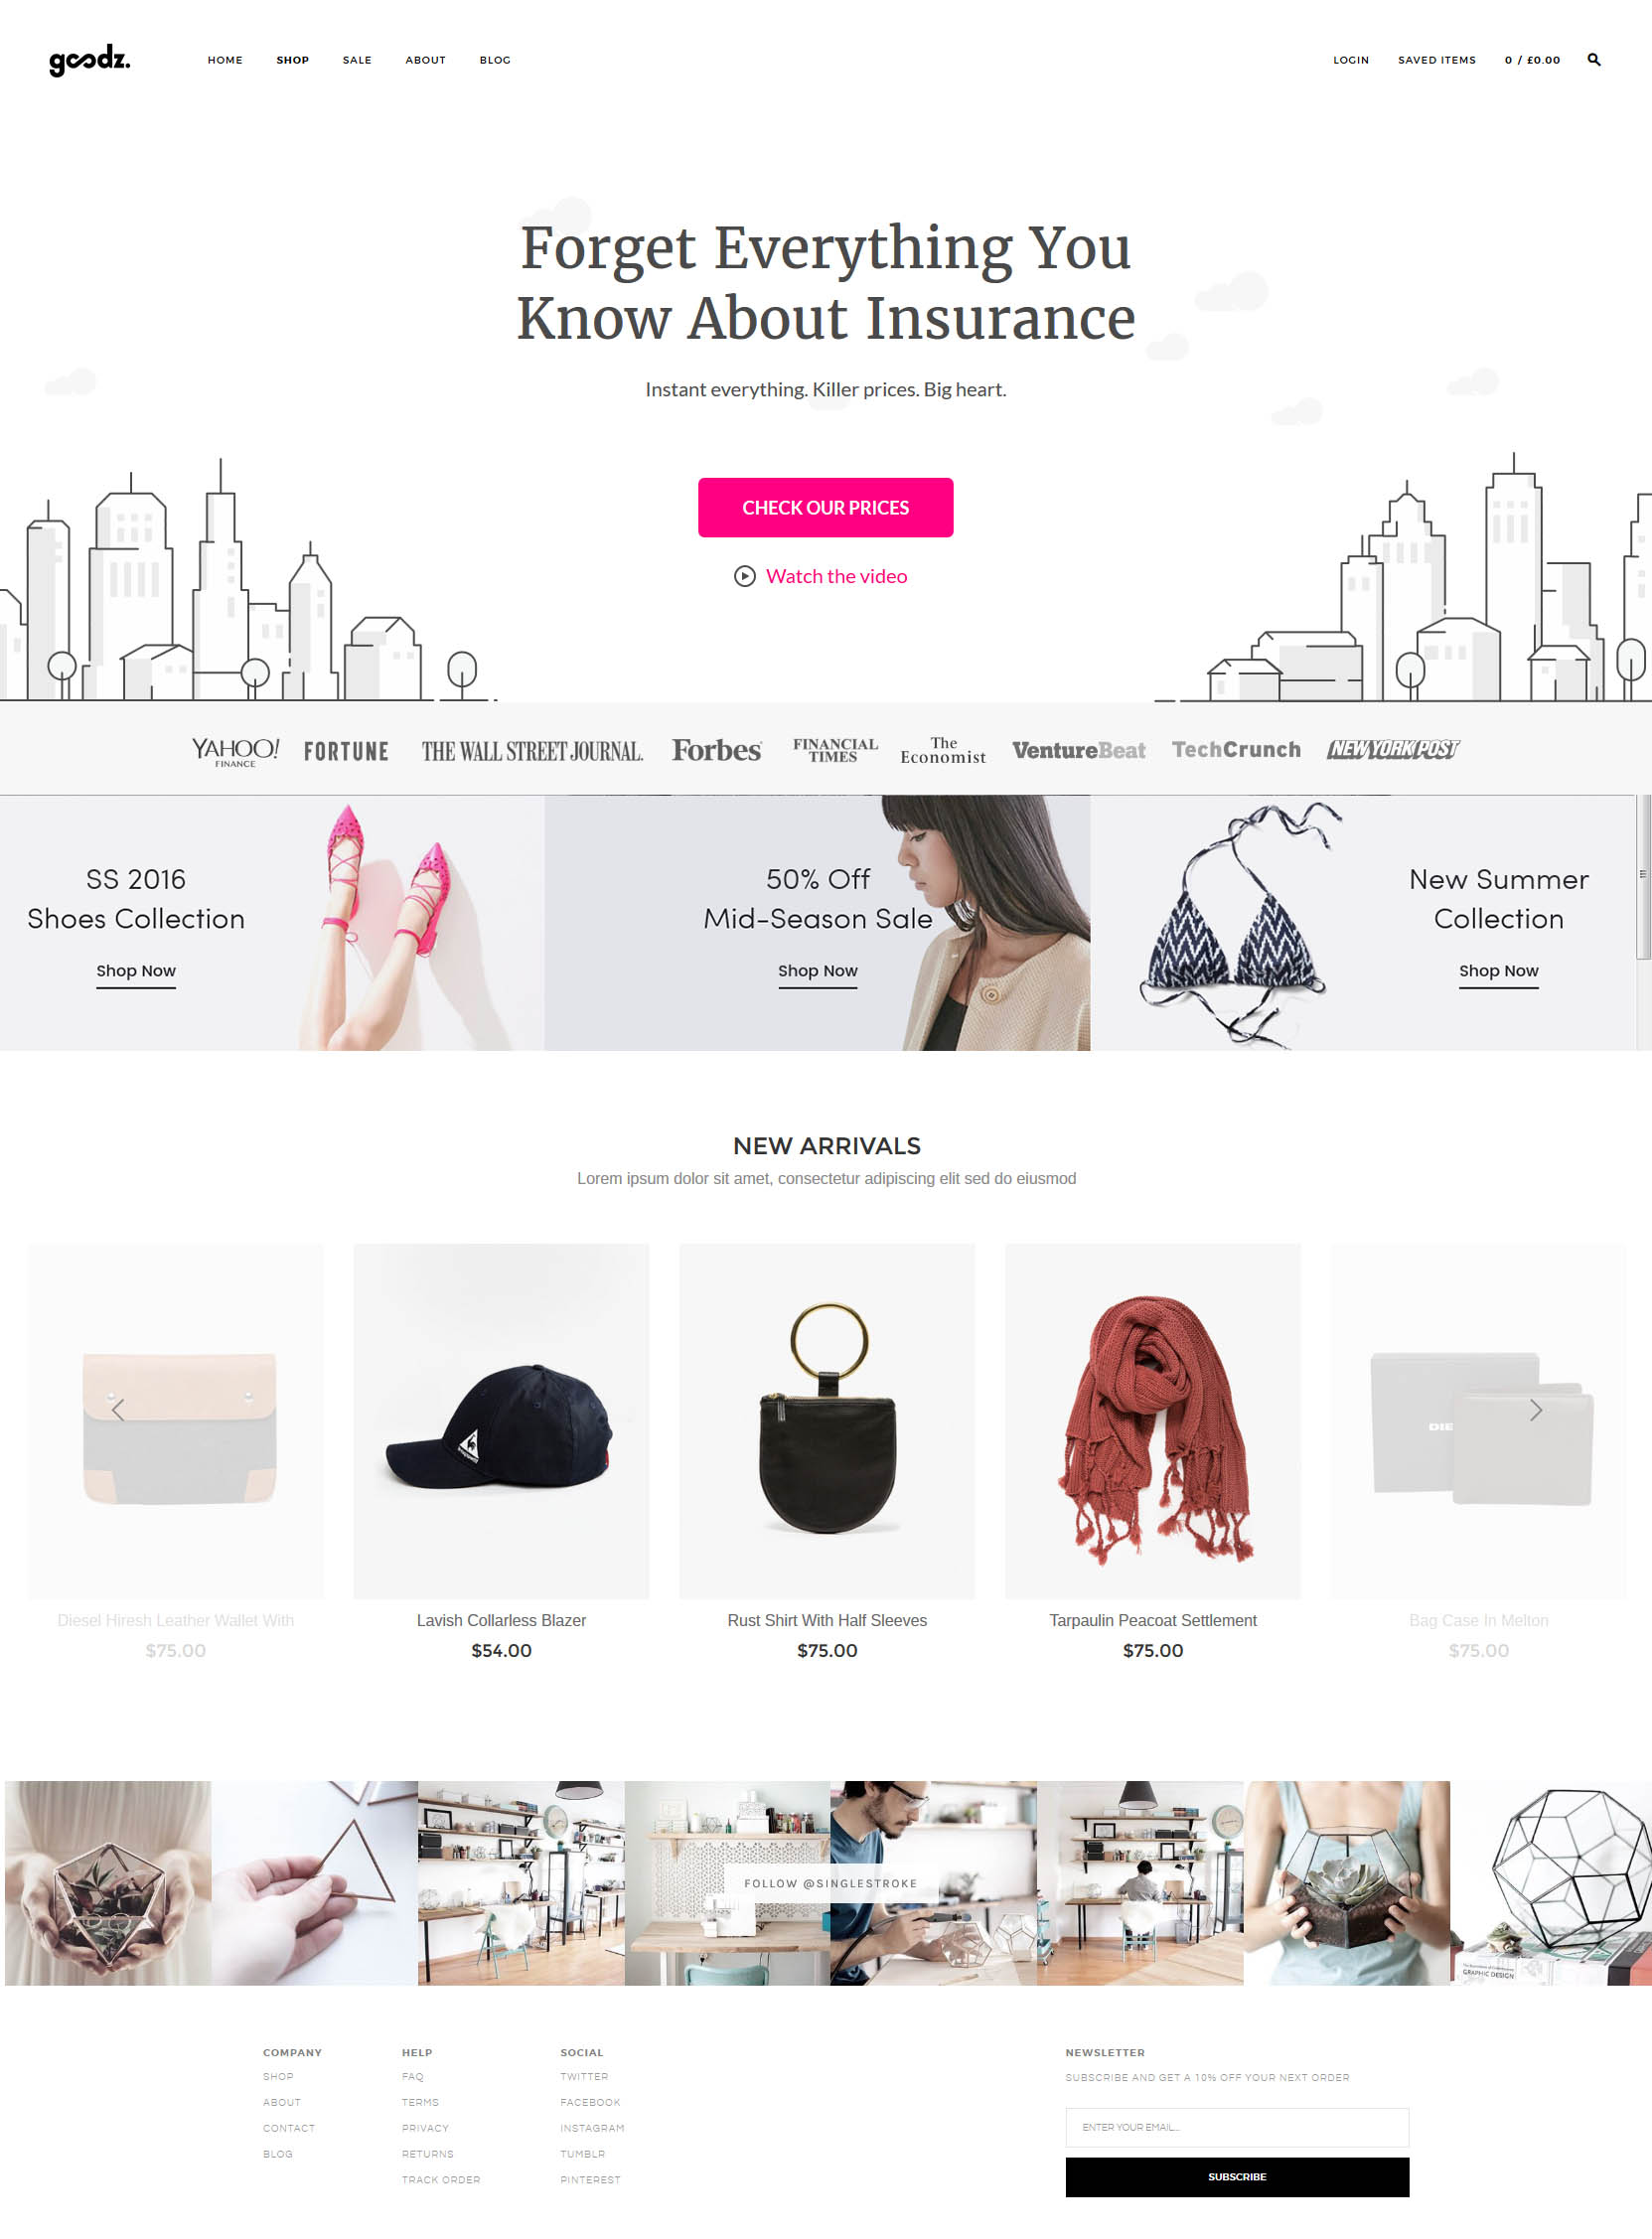 goodz.
HOME SHOP SALE ABOUT BLOG
LOGIN SAVED ITEMS 0 / £0.00
Forget Everything You
Know About Insurance
Instant everything. Killer prices. Big heart.
CHECK OUR PRICES
Watch the video
YAHOO!
FINANCE
FORTUNE
THE WALL STREET JOURNAL.
Forbes
FINANCIAL
TIMES
The
Economist
VentureBeat
TechCrunch
NEW YORK POST
SS 2016
Shoes Collection
Shop Now
50% Off
Mid-Season Sale
Shop Now
New Summer
Collection
Shop Now
NEW ARRIVALS
Lorem ipsum dolor sit amet, consectetur adipiscing elit sed do eiusmod
DIE
Diesel Hiresh Leather Wallet With
$75.00
Lavish Collarless Blazer
$54.00
Rust Shirt With Half Sleeves
$75.00
Tarpaulin Peacoat Settlement
$75.00
Bag Case In Melton
$75.00
FOLLOW @SINGLESTROKE
GRAPHIC DESIGN
COMPANY
SHOP
ABOUT
CONTACT
BLOG
HELP
FAQ
TERMS
PRIVACY
RETURNS
TRACK ORDER
SOCIAL
TWITTER
FACEBOOK
INSTAGRAM
TUMBLR
PINTEREST
NEWSLETTER
SUBSCRIBE AND GET A 10% OFF YOUR NEXT ORDER
ENTER YOUR EMAIL...
SUBSCRIBE